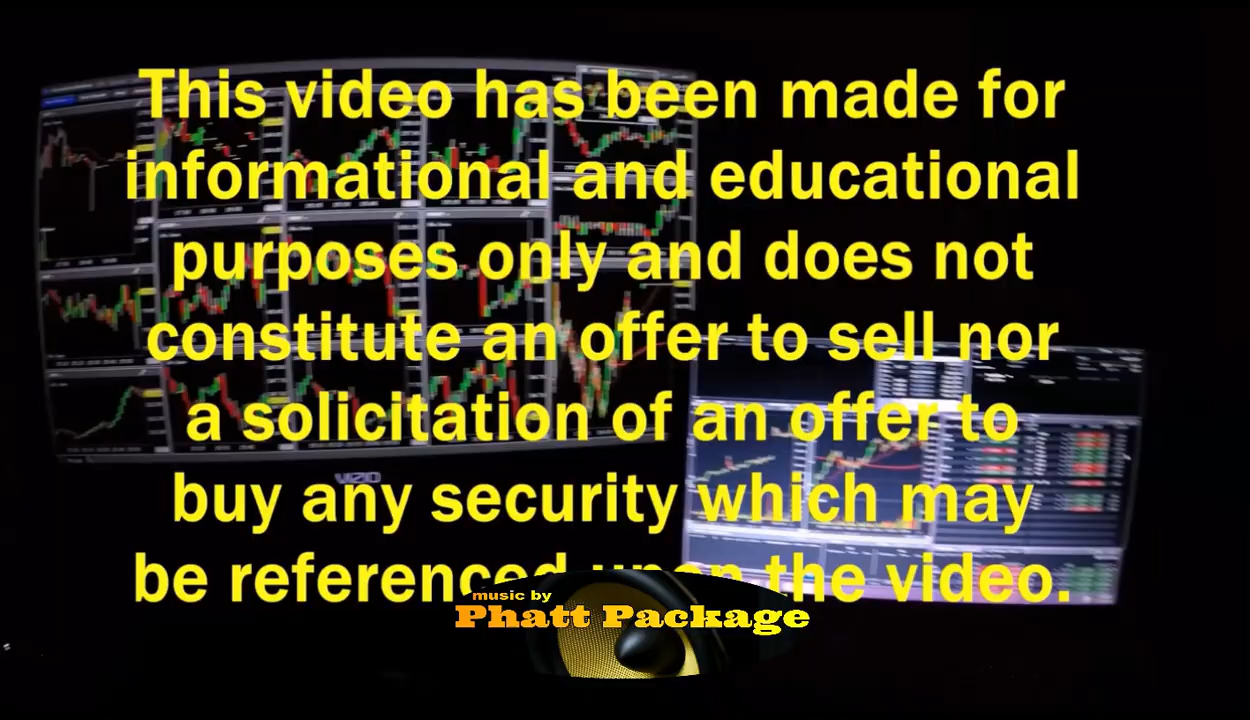 This video has been made for
informational and educational
purposes only and does not
constitute an offer to sell nor
a solicitation of an offer to
buy any security which may
be referenced upon the video.
VIZIO
music by
Phatt Package